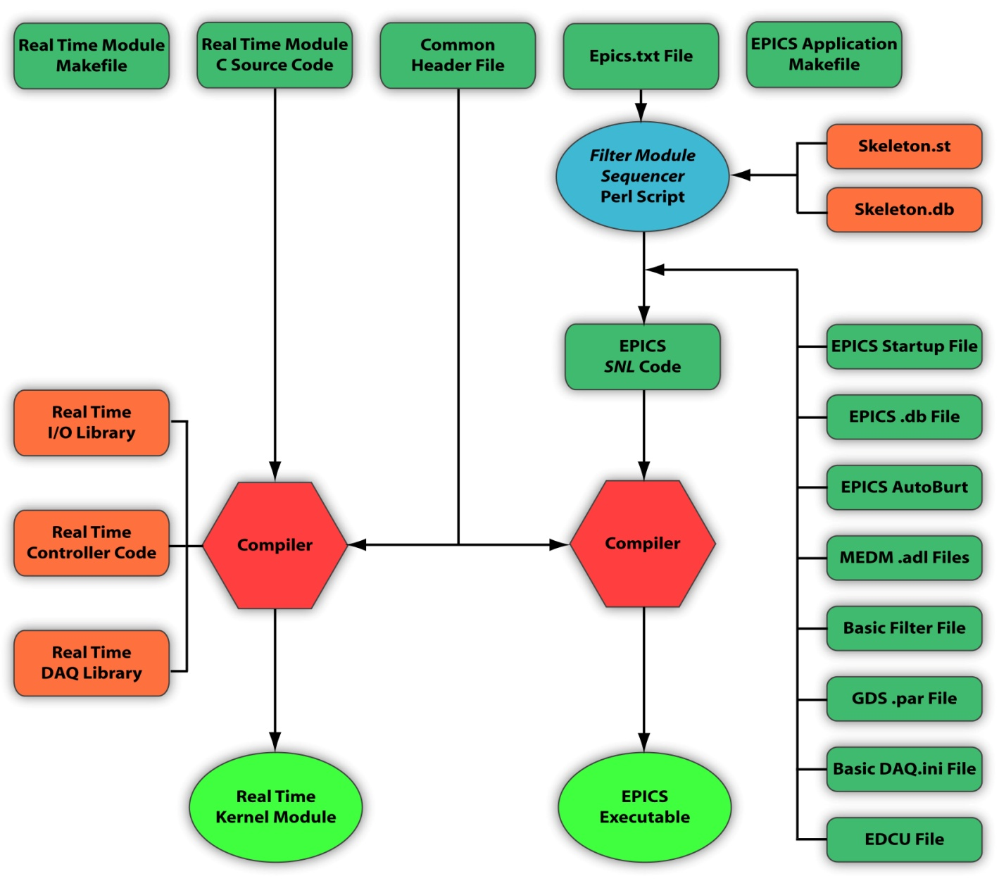 Real Time Module
Makefile
Real Time Module
C Source Code
Common
Header File
Epics.txt File
EPICS Application
Makefile
Filter Module
Sequencer
Perl Script
Skeleton.st
Skeleton.db
EPICS
SNL Code
EPICS Startup File
EPICS .db File
EPICS AutoBurt
MEDM .adl Files
Basic Filter File
GDS .par File
Basic DAQ.ini File
EDCU File
Real Time
I/O Library
Real Time
Controller Code
Real Time
DAQ Library
Compiler
Compiler
Real Time
Kernel Module
EPICS
Executable